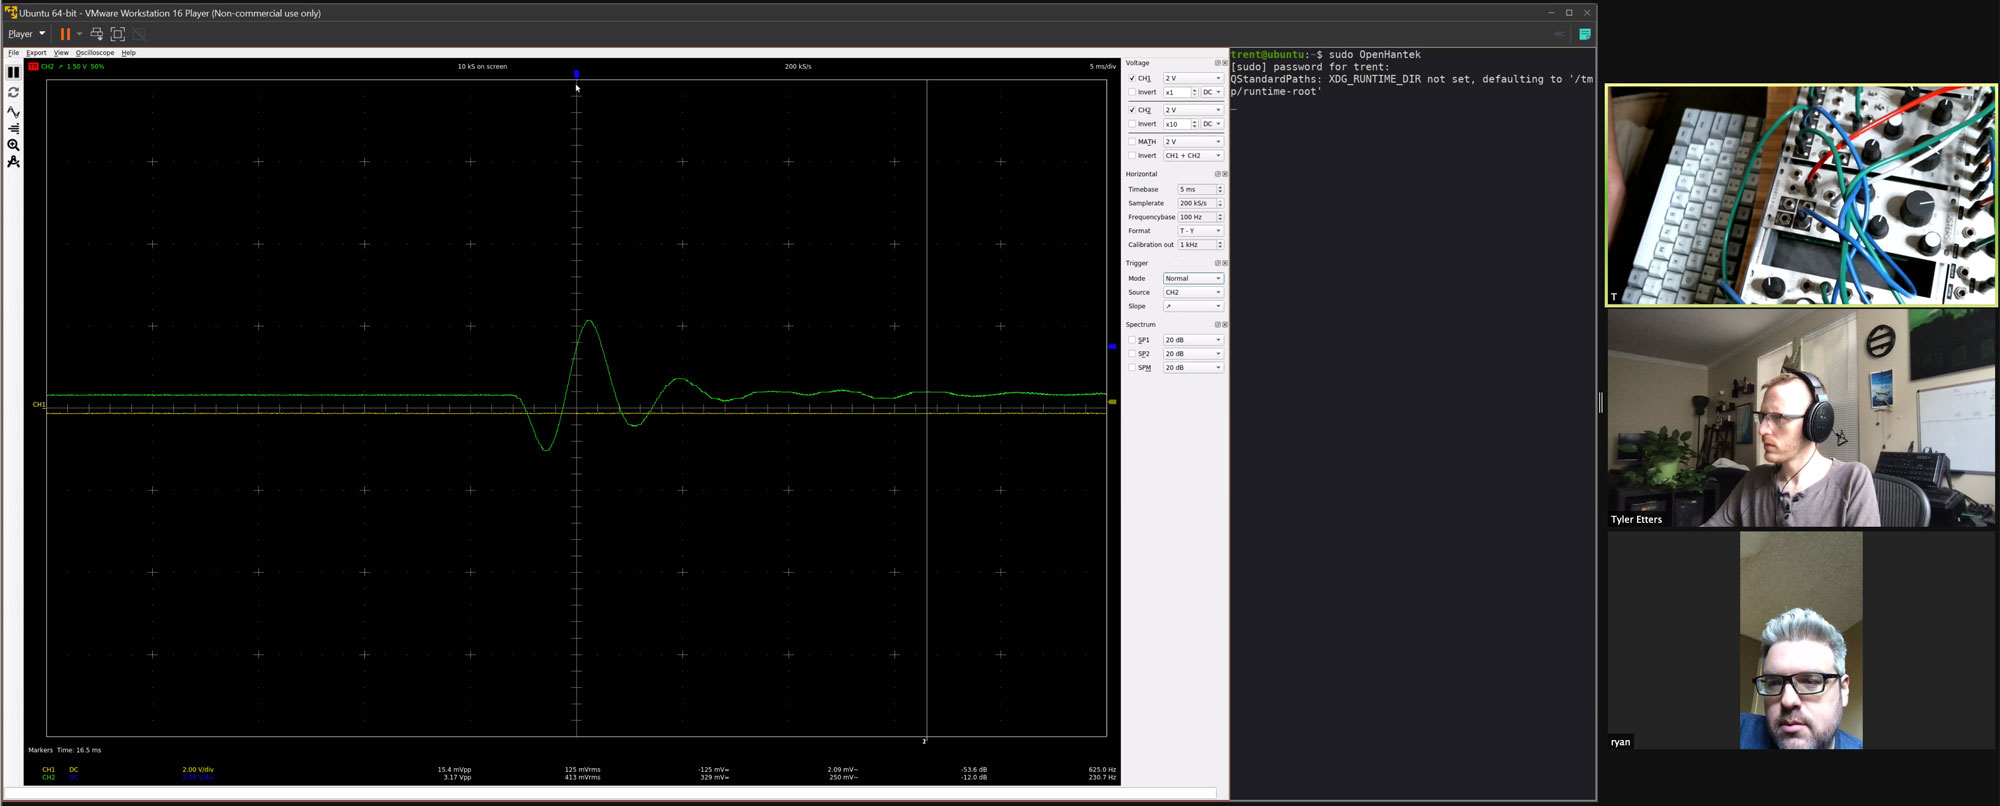 Ubuntu 64-bit - VMware Workstation 16 Player (Non-commercial use only)
Player
File Export View Oscilloscope Help
TR CH2 ↗ 1.50 V 50% 10 kS on screen 200 kS/s 5 ms/div
CH1
2
Markers Time: 16.5 ms
CH1 DC 2.00 V/div 15.4 mVpp 125 mVrms -125 mV= 2.09 mV~ -53.6 dB 625.0 Hz
CH2 DC 2.00 V/div 3.17 Vpp 413 mVrms 329 mV= 250 mV~ -12.0 dB 230.7 Hz
Voltage
CH1 2 V
Invert x1 DC
CH2 2 V
Invert x10 DC
MATH 2 V
Invert CH1 + CH2
Horizontal
Timebase 5 ms
Samplerate 200 kS/s
Frequencybase 100 Hz
Format T - Y
Calibration out 1 kHz
Trigger
Mode Normal
Source CH2
Slope ↗
Spectrum
SP1 20 dB
SP2 20 dB
SPM 20 dB
trent@ubuntu:~$ sudo OpenHantek
[sudo] password for trent:
QStandardPaths: XDG_RUNTIME_DIR not set, defaulting to '/tm
p/runtime-root'
T
Tyler Etters
ryan